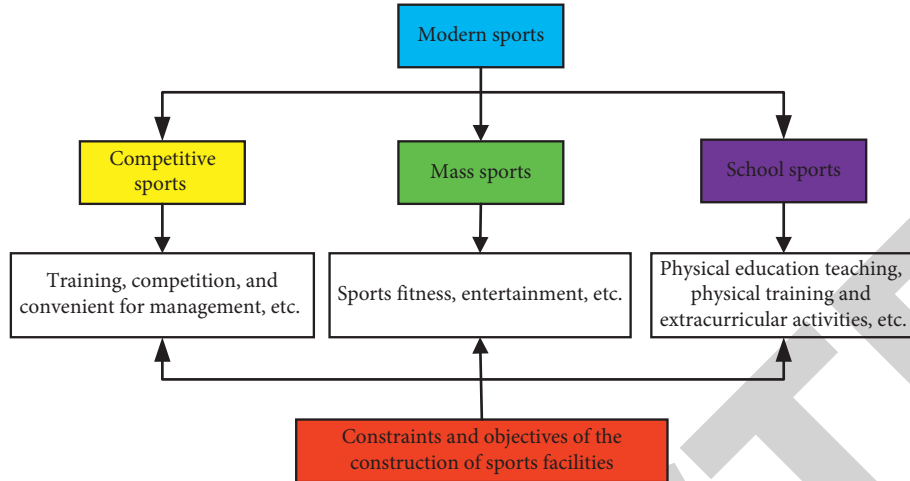 Modern sports
Competitive
sports
Mass sports
School sports
Training, competition, and
convenient for management, etc.
Sports fitness, entertainment, etc.
Physical education teaching,
physical training and
extracurricular activities, etc.
Constraints and objectives of the
construction of sports facilities